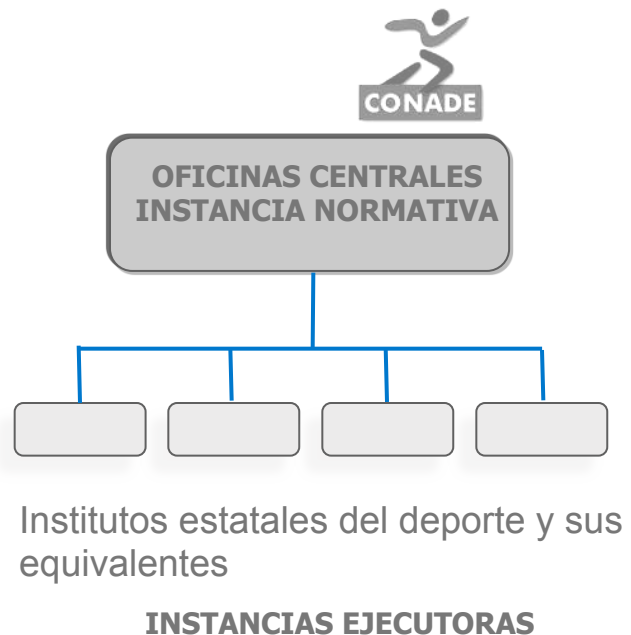 CONADE
OFICINAS CENTRALES
INSTANCIA NORMATIVA
Institutos estatales del deporte y sus
equivalentes
INSTANCIAS EJECUTORAS